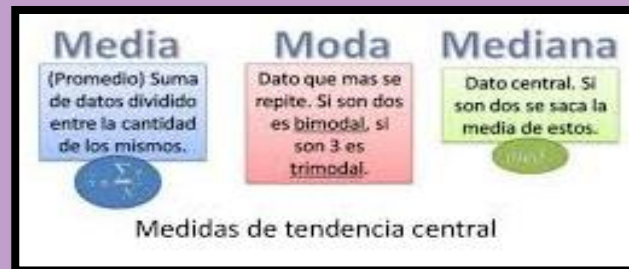 Media
(Promedio) Suma
de datos dividido
entre la cantidad
de los mismos.
Moda
Dato que mas se
repite. Si son dos
es bimodal, si
son 3 es
trimodal.
Mediana
Dato central. Si
son dos se saca la
media de estos.
Medidas de tendencia central